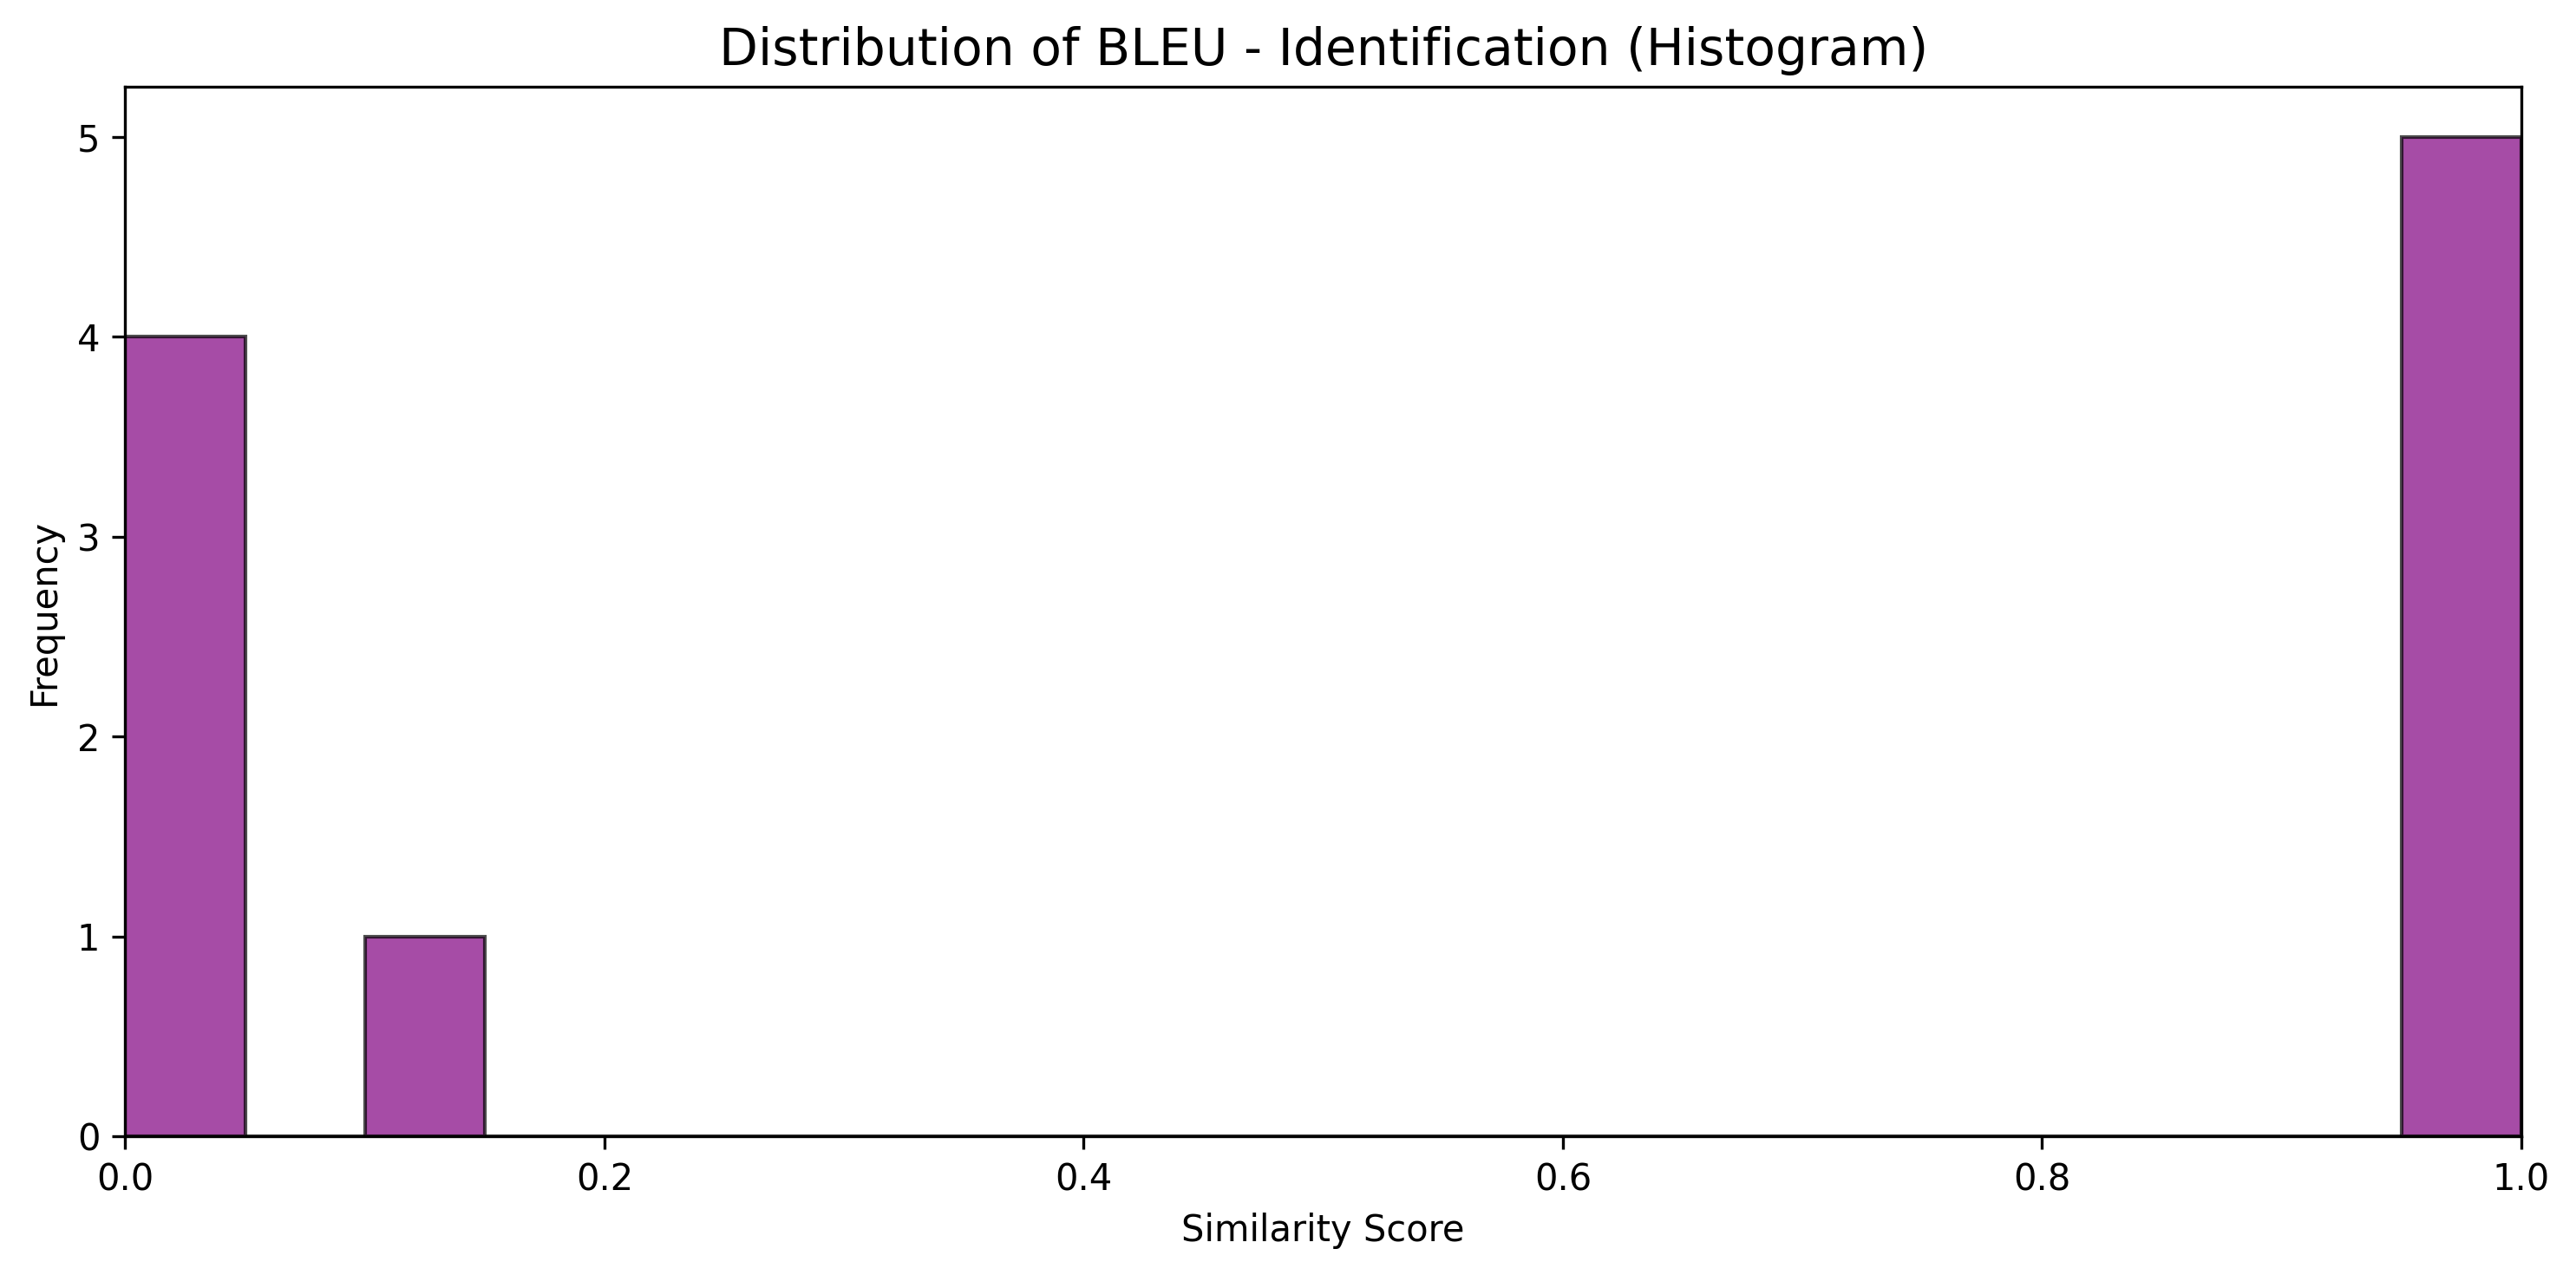 Distribution of BLEU - Identification (Histogram)
Frequency
5
4
3
2
1
0
0.0 0.2 0.4 0.6 0.8 1.0
Similarity Score